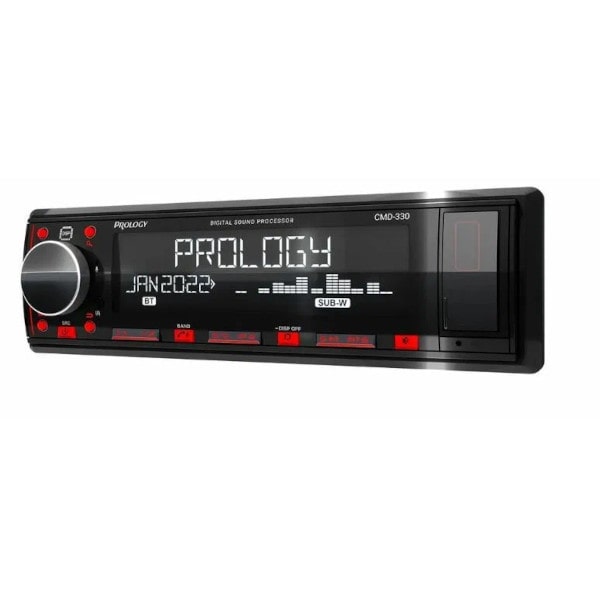 PROLOGY
DIGITAL SOUND PROCESSOR
CMD-330
PROLOGY
JAN2022
BT
SUB-W
SRC
BAND
DISP OFF